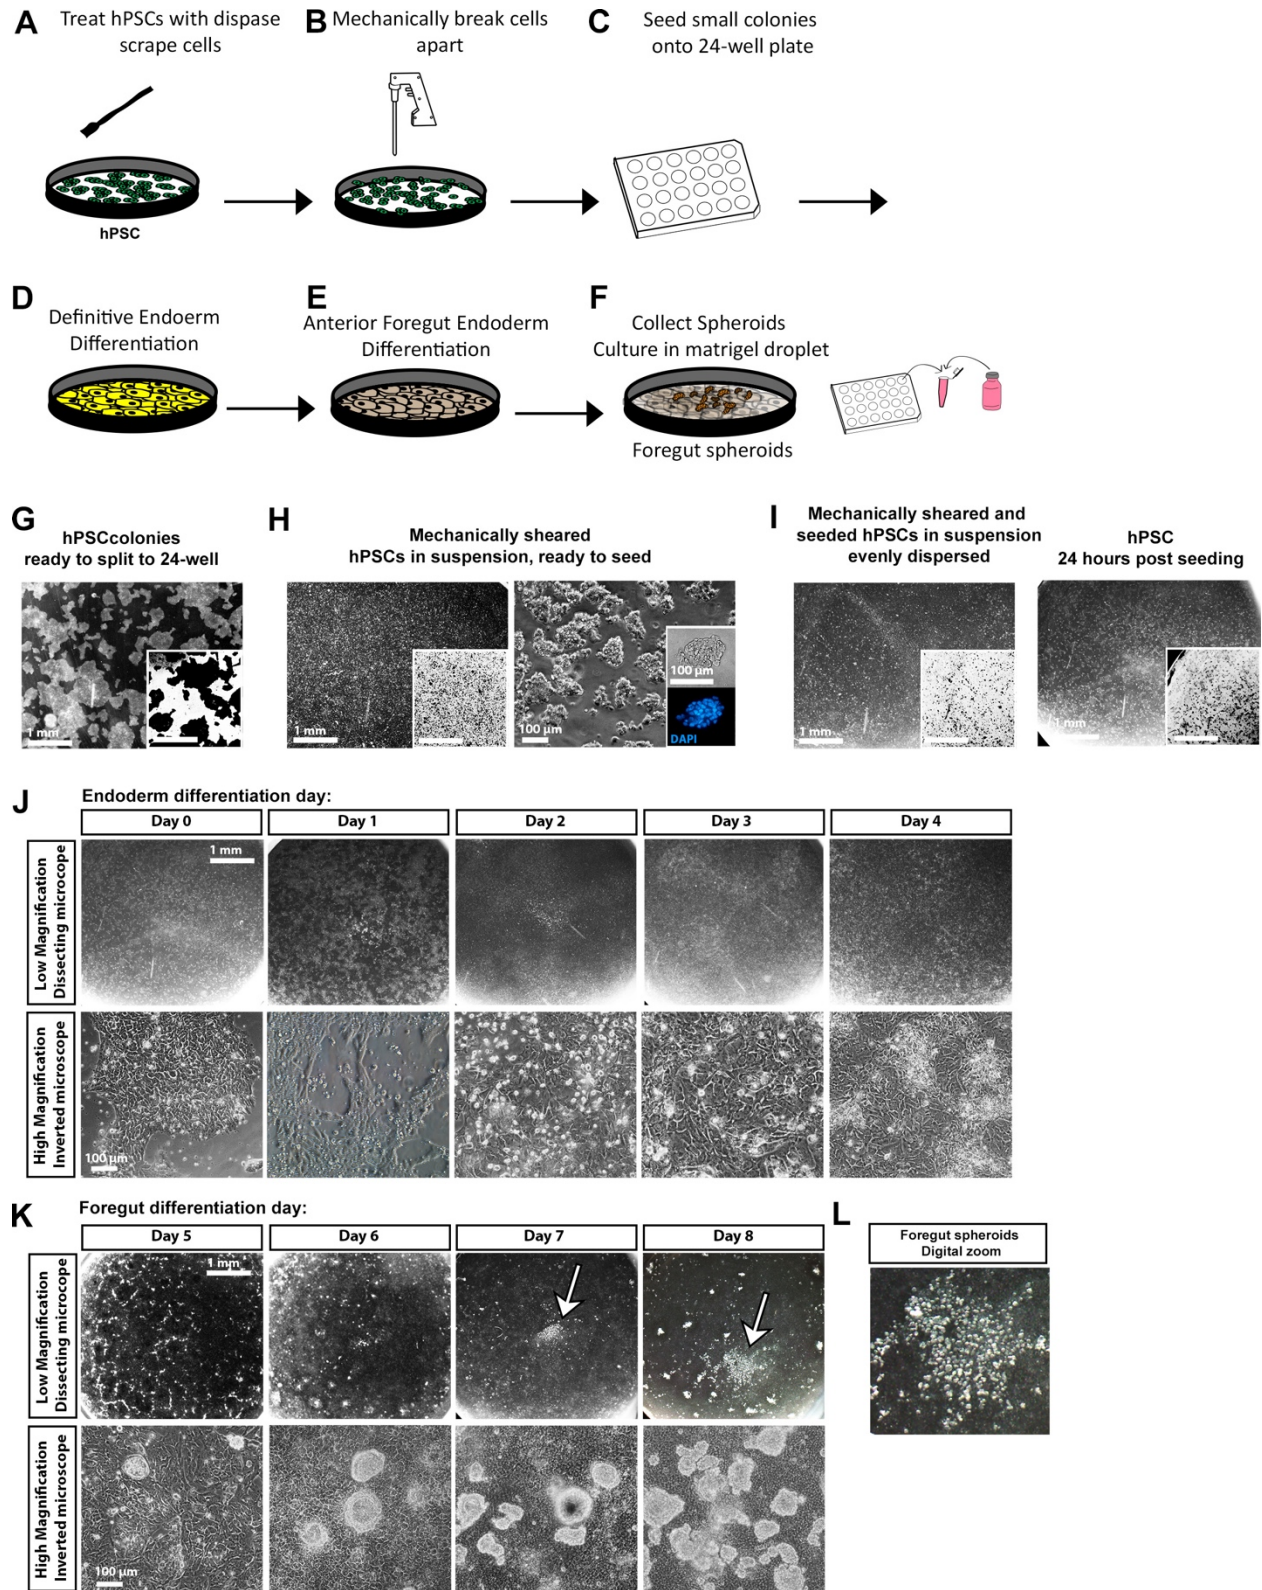 A
Treat hPSCs with dispase
scrape cells
B
Mechanically break cells
apart
C
Seed small colonies
onto 24-well plate
hPSC
D
Definitive Endoerm
Differentiation
E
Anterior Foregut Endoderm
Differentiation
F
Collect Spheroids
Culture in matrigel droplet
Foregut spheroids
G
hPSCcolonies
ready to split to 24-well
1 mm
H
Mechanically sheared
hPSCs in suspension, ready to seed
1 mm
100 µm
100 µm
DAPI
I
Mechanically sheared and
seeded hPSCs in suspension
evenly dispersed
1 mm
hPSC
24 hours post seeding
1 mm
J
Endoderm differentiation day:
Day 0
Day 1
Day 2
Day 3
Day 4
Low Magnification
Dissecting microcope
1 mm
High Magnification
Inverted microscope
100 µm
K
Foregut differentiation day:
Day 5
Day 6
Day 7
Day 8
Low Magnification
Dissecting microcope
1 mm
High Magnification
Inverted microscope
100 µm
L
Foregut spheroids
Digital zoom